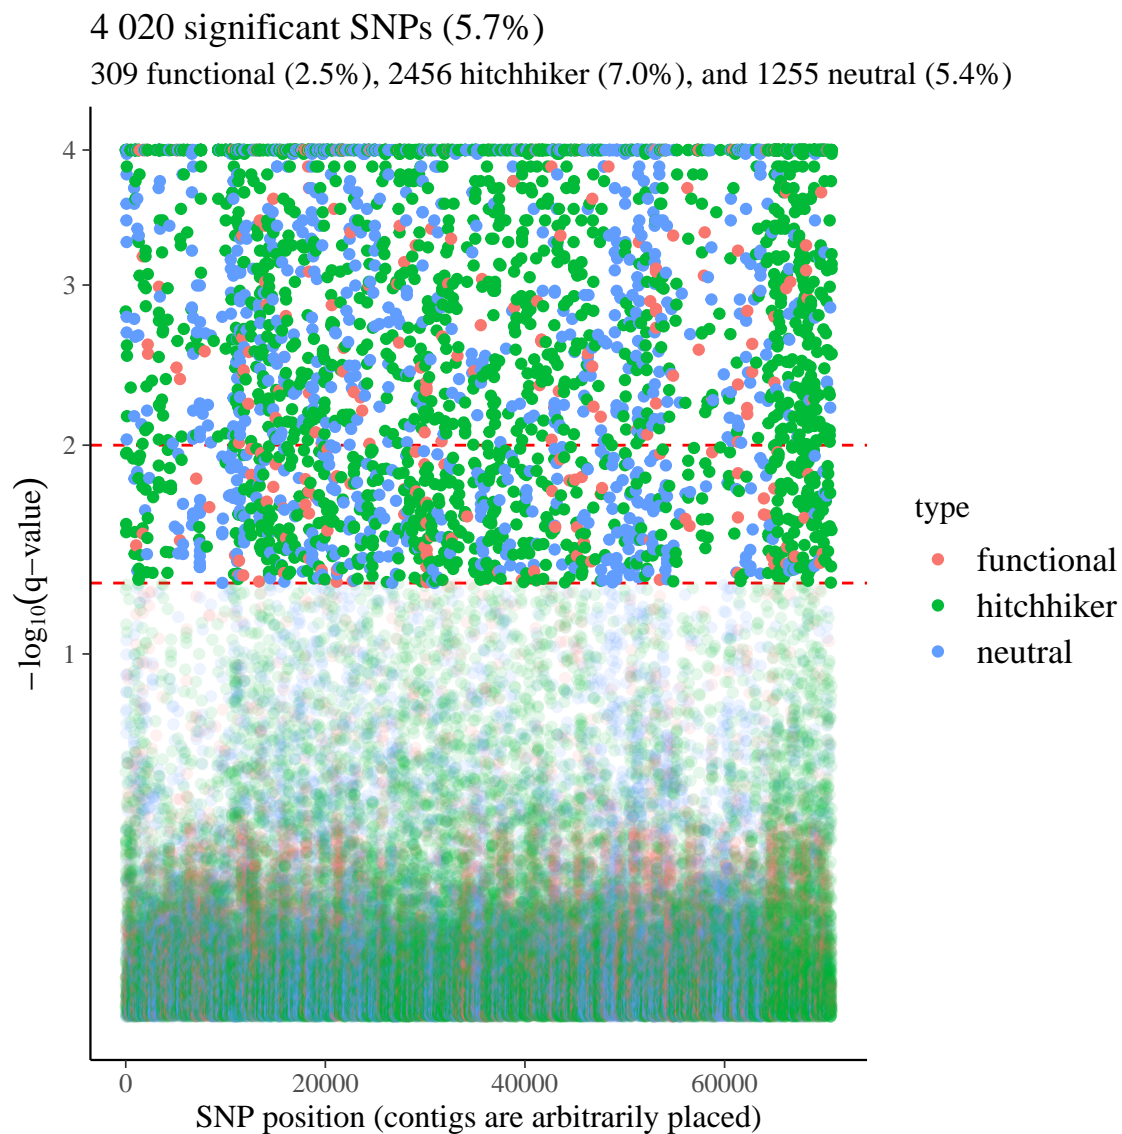 4 020 significant SNPs (5.7%)
309 functional (2.5%), 2456 hitchhiker (7.0%), and 1255 neutral (5.4%)
4
3
2
1
−log10(q−value)
0 20000 40000 60000
SNP position (contigs are arbitrarily placed)
type
functional
hitchhiker
neutral